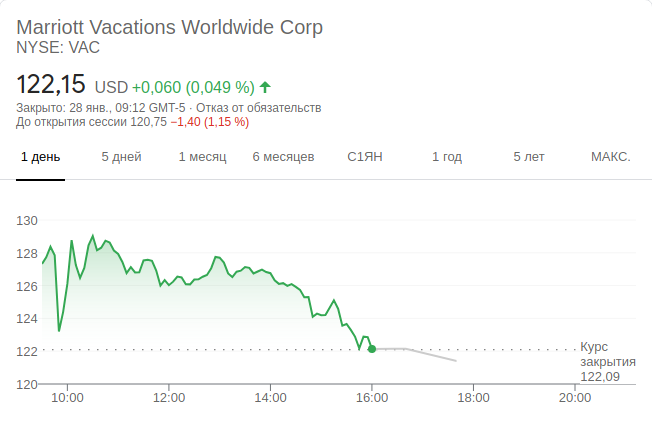 Marriott Vacations Worldwide Corp
NYSE: VAC
122,15 USD +0,060 (0,049 %)
Закрыто: 28 янв., 09:12 GMT-5 · Отказ от обязательств
До открытия сессии 120,75 −1,40 (1,15 %)
1 день 5 дней 1 месяц 6 месяцев С1ЯН 1 год 5 лет МАКС.
130
128
126
124
122
120
Курс
закрытия
122,09
10:00 12:00 14:00 16:00 18:00 20:00